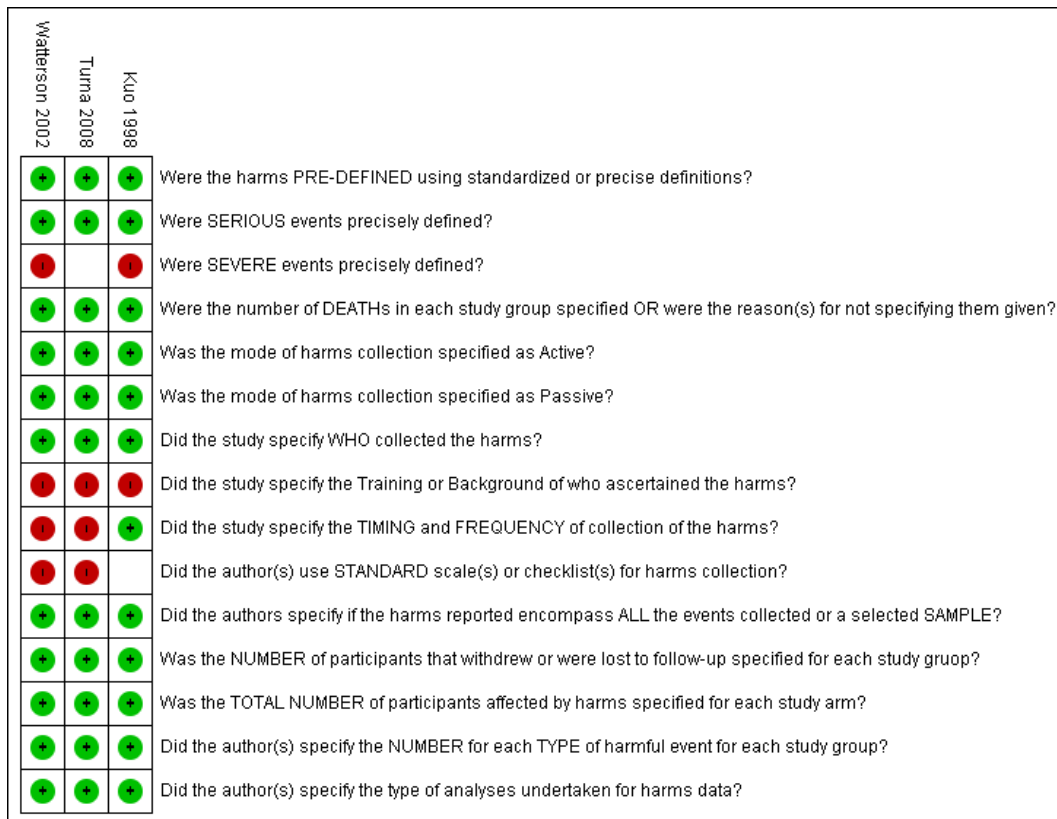 Watterson 2002
Turna 2008
Kuo 1998
+ + + Were the harms PRE-DEFINED using standardized or precise definitions?
+ + + Were SERIOUS events precisely defined?
- - Were SEVERE events precisely defined?
+ + + Were the number of DEATHs in each study group specified OR were the reason(s) for not specifying them given?
+ + + Was the mode of harms collection specified as Active?
+ + + Was the mode of harms collection specified as Passive?
+ + + Did the study specify WHO collected the harms?
- - - Did the study specify the Training or Background of who ascertained the harms?
- - + Did the study specify the TIMING and FREQUENCY of collection of the harms?
- - Did the author(s) use STANDARD scale(s) or checklist(s) for harms collection?
+ + + Did the authors specify if the harms reported encompass ALL the events collected or a selected SAMPLE?
+ + + Was the NUMBER of participants that withdrew or were lost to follow-up specified for each study gruop?
+ + + Was the TOTAL NUMBER of participants affected by harms specified for each study arm?
+ + + Did the author(s) specify the NUMBER for each TYPE of harmful event for each study group?
+ + + Did the author(s) specify the type of analyses undertaken for harms data?